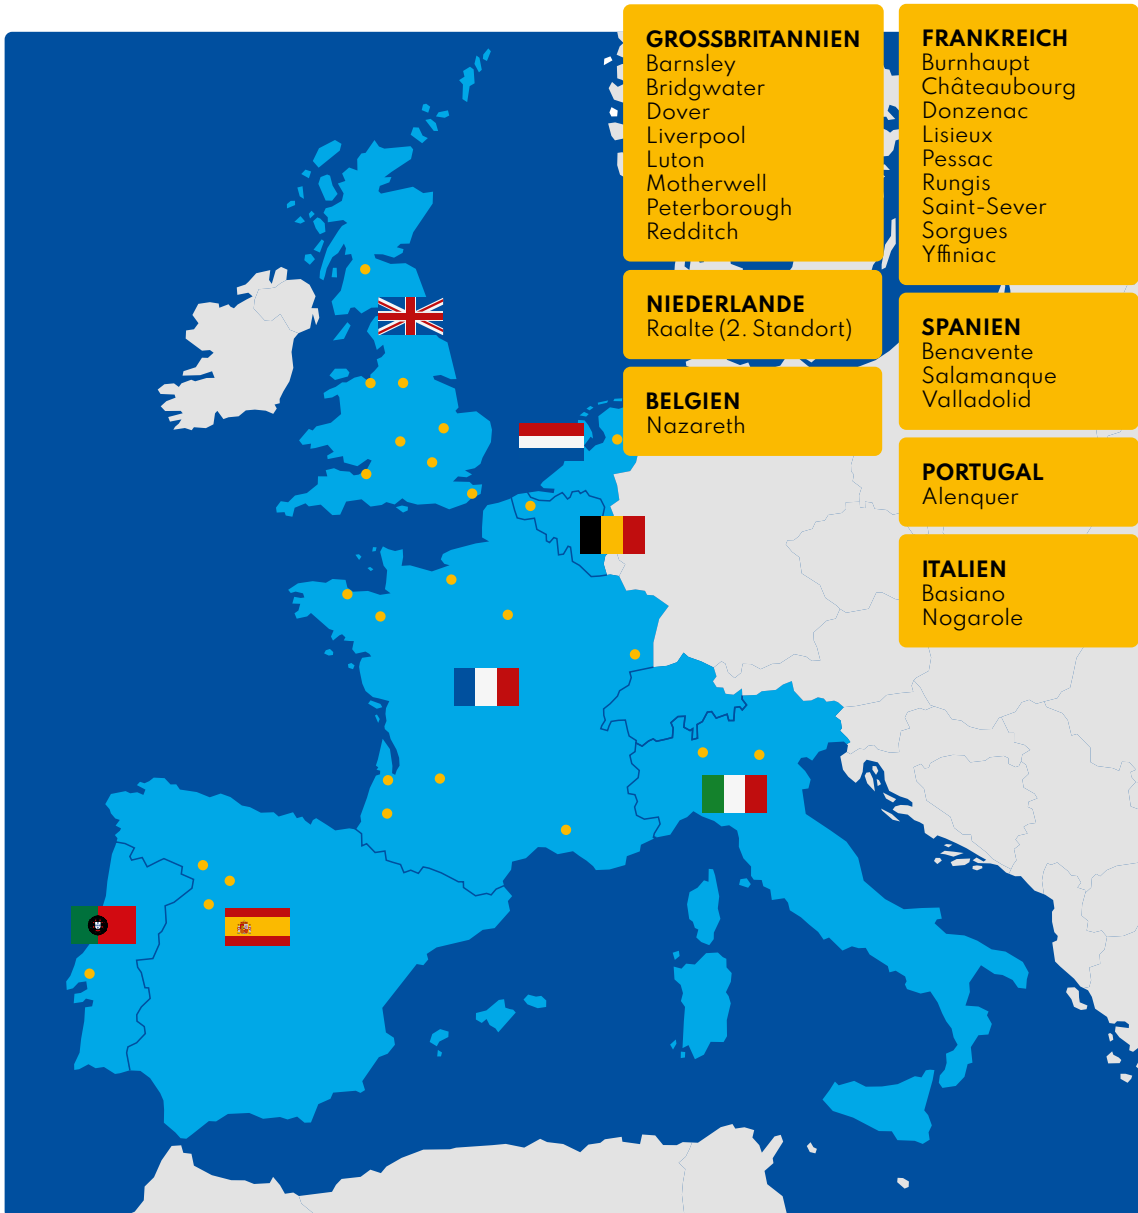 GROSSBRITANNIEN
Barnsley
Bridgwater
Dover
Liverpool
Luton
Motherwell
Peterborough
Redditch
NIEDERLANDE
Raalte (2. Standort)
BELGIEN
Nazareth
FRANKREICH
Burnhaupt
Châteaubourg
Donzenac
Lisieux
Pessac
Rungis
Saint-Sever
Sorgues
Yffiniac
SPANIEN
Benavente
Salamanque
Valladolid
PORTUGAL
Alenquer
ITALIEN
Basiano
Nogarole